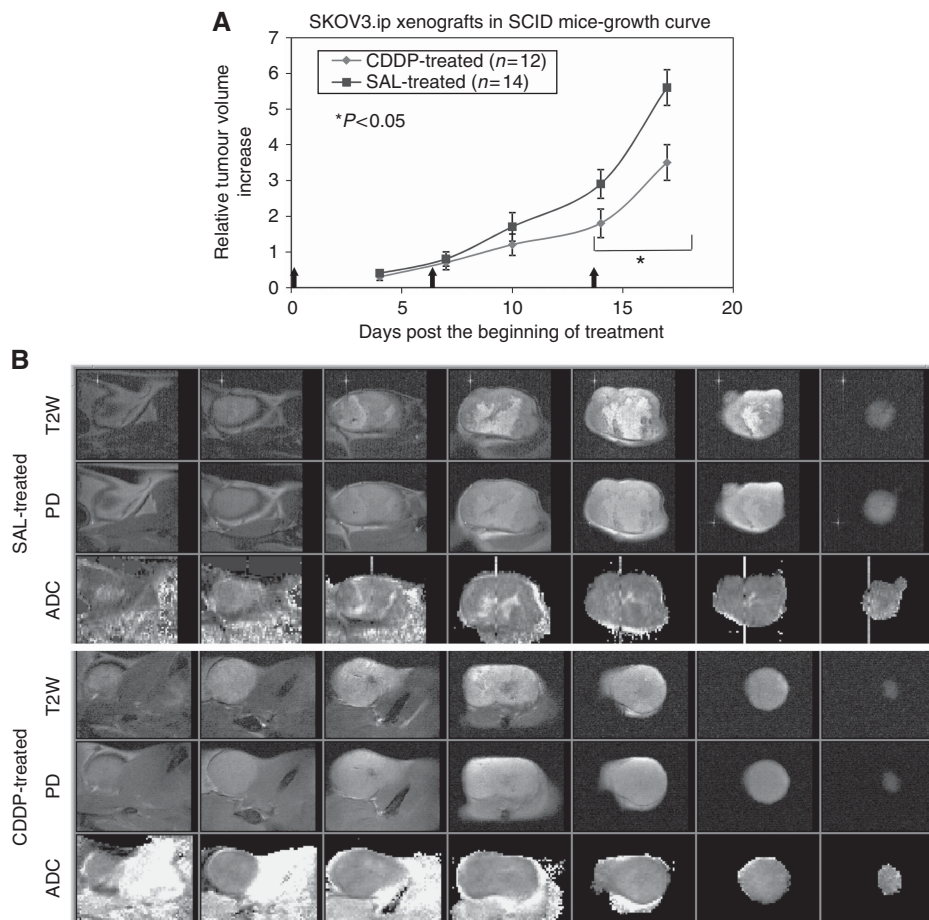 A
SKOV3.ip xenografts in SCID mice-growth curve
7
6
5
4
3
2
1
0
Relative tumour volume
increase
CDDP-treated (n=12)
SAL-treated (n=14)
*P<0.05
*
0 5 10 15 20
Days post the beginning of treatment
B
SAL-treated
T2W
PD
ADC
CDDP-treated
T2W
PD
ADC